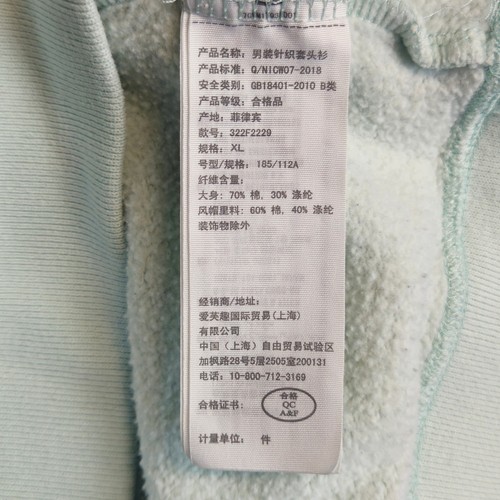 产品名称: 男装针织套头衫
产品标准: Q/NICW07-2018
安全类别: GB18401-2010 B类
产品等级: 合格品
产地: 菲律宾
款号: 322F2229
规格: XL
号型/规格: 185/112A
纤维含量:
大身: 70% 棉, 30% 涤纶
风帽里料: 60% 棉, 40% 涤纶
装饰物除外
经销商/地址:
爱芙趣国际贸易(上海)
有限公司
中国（上海）自由贸易试验区
加枫路28号5层2505室200131
电话: 10-800-712-3169
合格证书:
合格
QC
A&F
计量单位: 件